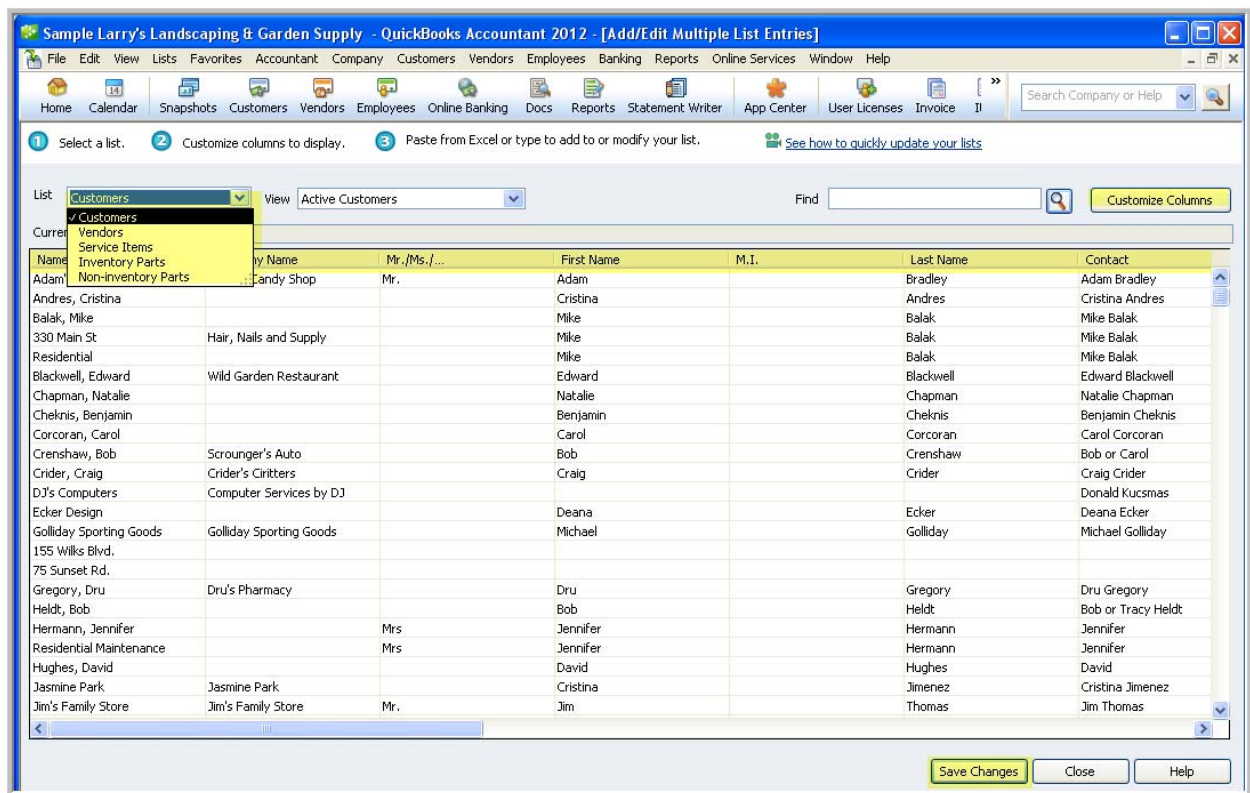 Sample Larry's Landscaping & Garden Supply - QuickBooks Accountant 2012 - [Add/Edit Multiple List Entries]
File Edit View Lists Favorites Accountant Company Customers Vendors Employees Banking Reports Online Services Window Help
14
Home Calendar Snapshots Customers Vendors Employees Online Banking Docs Reports Statement Writer App Center User Licenses Invoice »
Search Company or Help
1 Select a list. 2 Customize columns to display. 3 Paste from Excel or type to add to or modify your list. See how to quickly update your lists
List Customers View Active Customers Find Customize Columns
✓ Customers
Vendors
Service Items
Inventory Parts
Non-inventory Parts
Curre
Name ny Name Mr./Ms./... First Name M.I. Last Name Contact
Adam' Candy Shop Mr. Adam Bradley Adam Bradley
Andres, Cristina Cristina Andres Cristina Andres
Balak, Mike Mike Balak Mike Balak
330 Main St Hair, Nails and Supply Mike Balak Mike Balak
Residential Mike Balak Mike Balak
Blackwell, Edward Wild Garden Restaurant Edward Blackwell Edward Blackwell
Chapman, Natalie Natalie Chapman Natalie Chapman
Cheknis, Benjamin Benjamin Cheknis Benjamin Cheknis
Corcoran, Carol Carol Corcoran Carol Corcoran
Crenshaw, Bob Scrounger's Auto Bob Crenshaw Bob or Carol
Crider, Craig Crider's Ciritters Craig Crider Craig Crider
DJ's Computers Computer Services by DJ Donald Kucsmas
Ecker Design Deana Ecker Deana Ecker
Golliday Sporting Goods Golliday Sporting Goods Michael Golliday Michael Golliday
155 Wilks Blvd.
75 Sunset Rd.
Gregory, Dru Dru's Pharmacy Dru Gregory Dru Gregory
Heldt, Bob Bob Heldt Bob or Tracy Heldt
Hermann, Jennifer Mrs Jennifer Hermann Jennifer
Residential Maintenance Mrs Jennifer Hermann Jennifer
Hughes, David David Hughes David
Jasmine Park Jasmine Park Cristina Jimenez Cristina Jimenez
Jim's Family Store Jim's Family Store Mr. Jim Thomas Jim Thomas
Save Changes Close Help